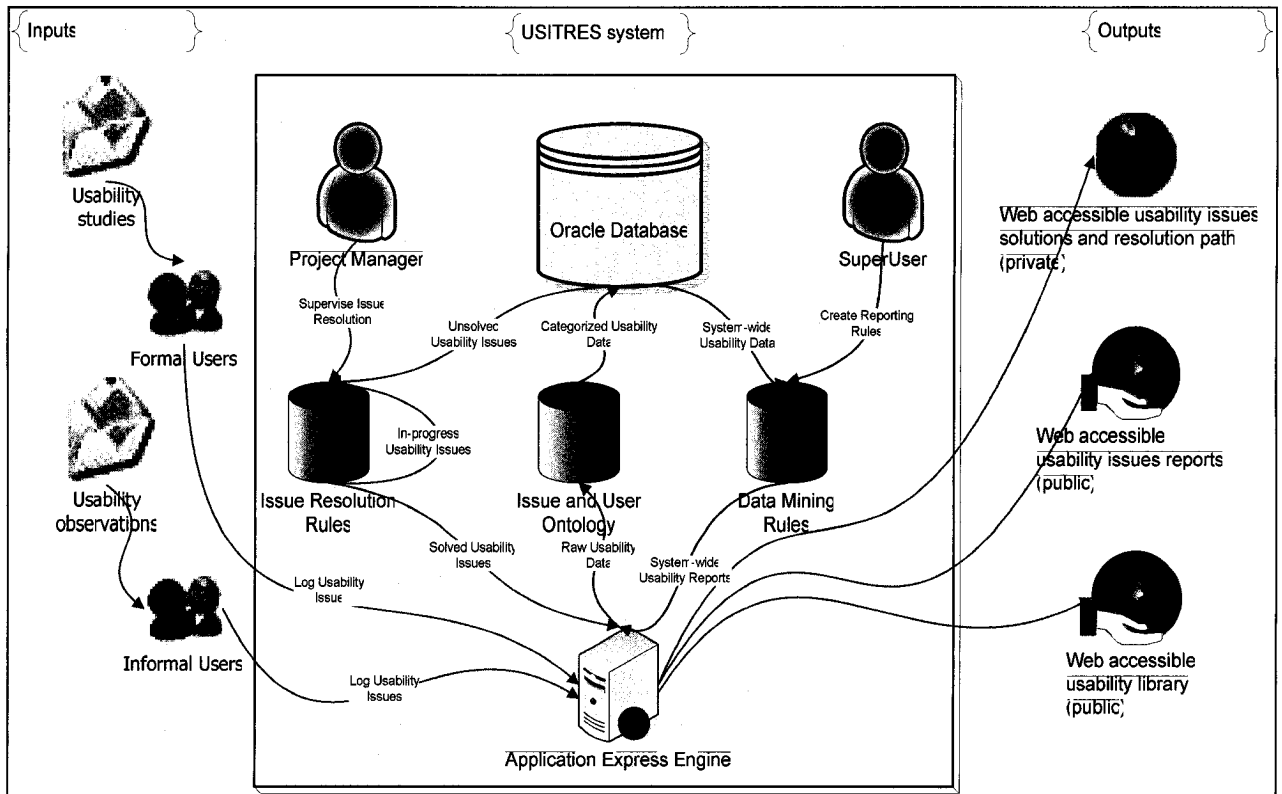 Inputs
USITRES system
Outputs
Usability
studies
Formal Users
Usability
observations
Informal Users
Project Manager
Oracle Database
SuperUser
Supervise Issue
Resolution
Unsolved
Usability Issues
Categorized Usability
Data
System-wide
Usability Data
Create Reporting
Rules
In-progress
Usability Issues
Issue Resolution
Rules
Issue and User
Ontology
Data Mining
Rules
Solved Usability
Issues
Raw Usability
Data
System-wide
Usability Reports
Log Usability
Issue
Log Usability
Issues
Application Express Engine
Web accessible usability issues
solutions and resolution path
(private)
Web accessible
usability issues reports
(public)
Web accessible
usability library
(public)